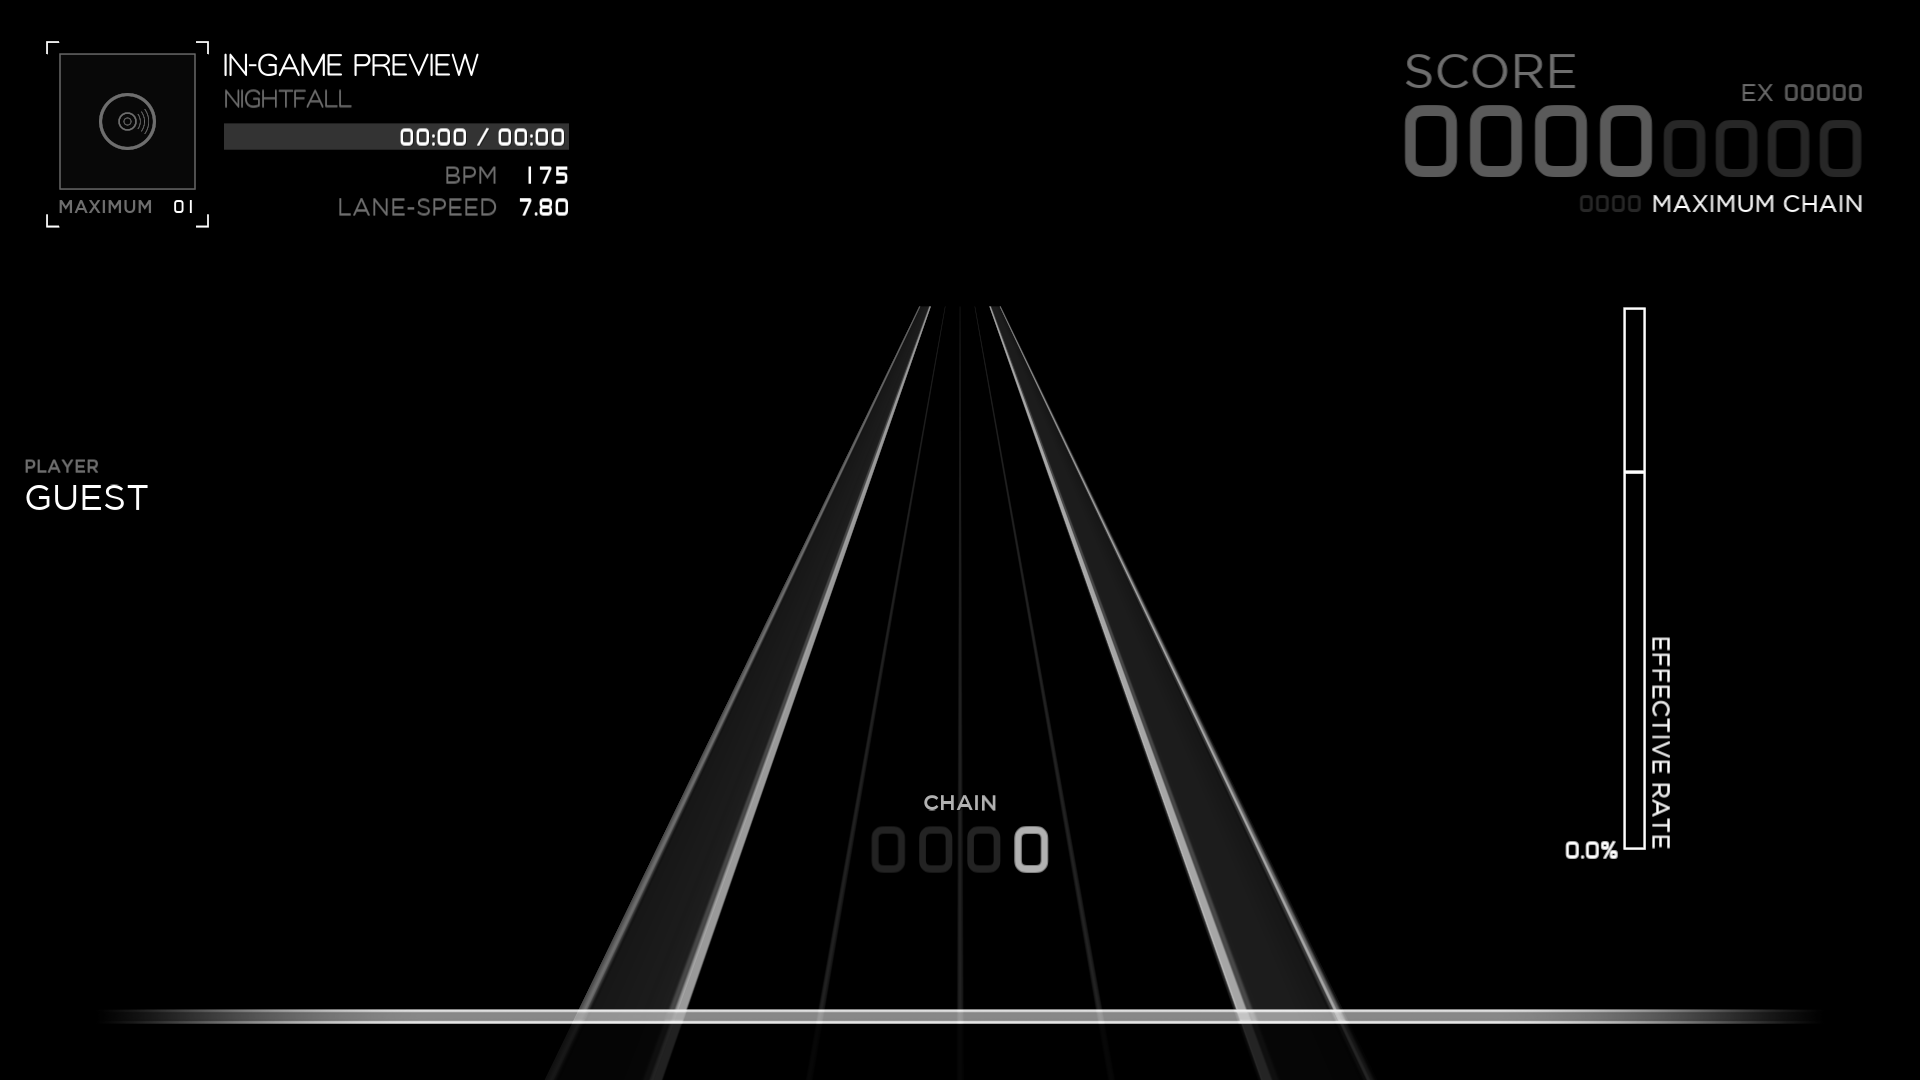 IN-GAME PREVIEW
NIGHTFALL
00:00 / 00:00
BPM 175
LANE-SPEED 7.80
MAXIMUM 01
SCORE
EX 00000
00000000
0000 MAXIMUM CHAIN
PLAYER
GUEST
CHAIN
0000
EFFECTIVE RATE
0.0%